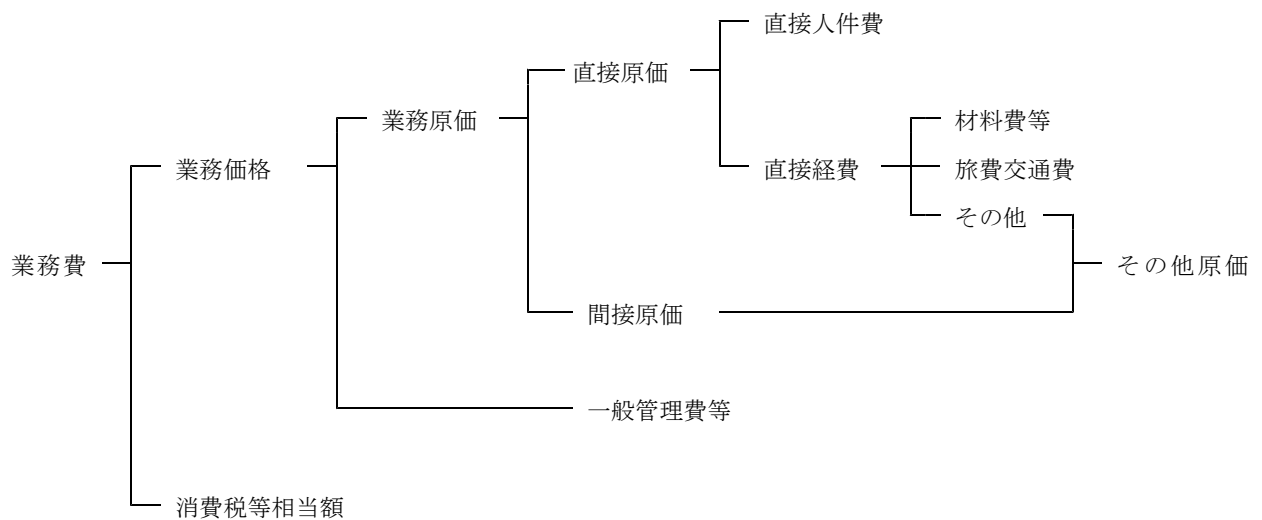 直接人件費
直接原価
業務原価
材料費等
業務価格
直接経費
旅費交通費
その他
業務費
その他原価
間接原価
一般管理費等
消費税等相当額